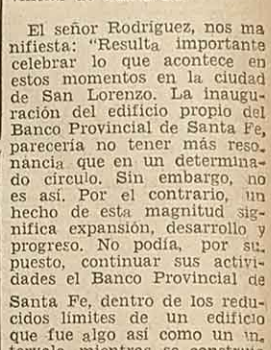 El señor Rodríguez, nos ma
nifiesta: "Resulta importante
celebrar lo que acontece en
estos momentos en la ciudad
de San Lorenzo. La inaugu-
ración del edificio propio del
Banco Provincial de Santa Fe,
parecería no tener más reso-
nancia que en un determina-
do círculo. Sin embargo, no
es así. Por el contrario, un
hecho de esta magnitud sig-
nifica expansión, desarrollo y
progreso. No podía, por su-
puesto, continuar sus activi-
dades el Banco Provincial de
Santa Fe, dentro de los redu-
cidos límites de un edificio
que fue algo así como un in-
mientras se